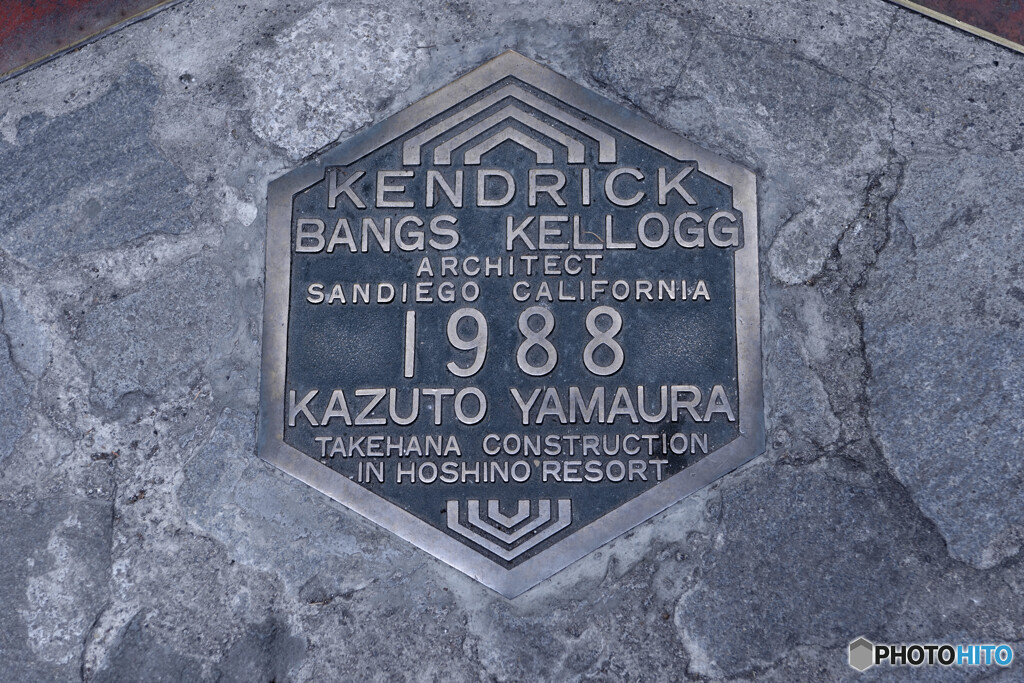 KENDRICK
BANGS KELLOGG
ARCHITECT
SANDIEGO CALIFORNIA
1988
KAZUTO YAMAURA
TAKEHANA CONSTRUCTION
IN HOSHINO RESORT
PHOTOHITO